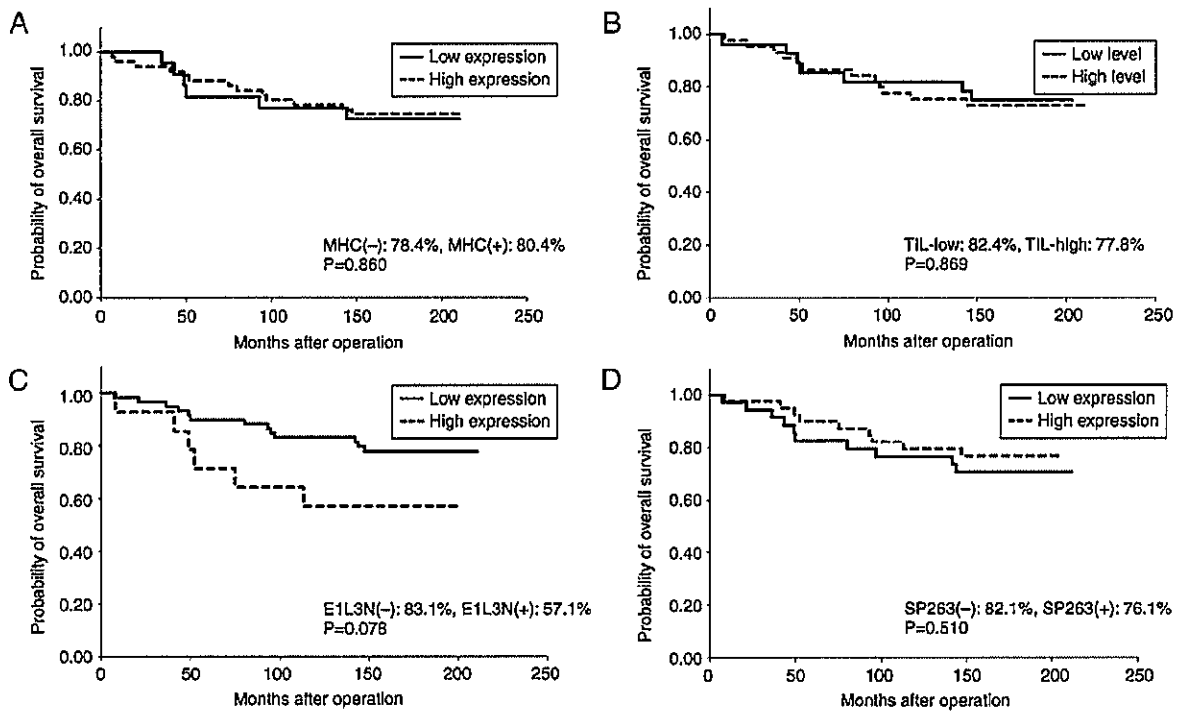 A
1.00
0.80
0.60
0.40
0.20
0.00
Probability of overall survival
Low expression
High expression
MHC(–): 78.4%, MHC(+): 80.4%
P=0.860
0 50 100 150 200 250
Months after operation
B
1.00
0.80
0.60
0.40
0.20
0.00
Probability of overall survival
Low level
High level
TIL-low: 82.4%, TIL-high: 77.8%
P=0.869
0 50 100 150 200 250
Months after operation
C
1.00
0.80
0.60
0.40
0.20
0.00
Probability of overall survival
Low expression
High expression
E1L3N(–): 83.1%, E1L3N(+): 57.1%
P=0.078
0 50 100 150 200 250
Months after operation
D
1.00
0.80
0.60
0.40
0.20
0.00
Probability of overall survival
Low expression
High expression
SP263(–): 82.1%, SP263(+): 76.1%
P=0.510
0 50 100 150 200 250
Months after operation